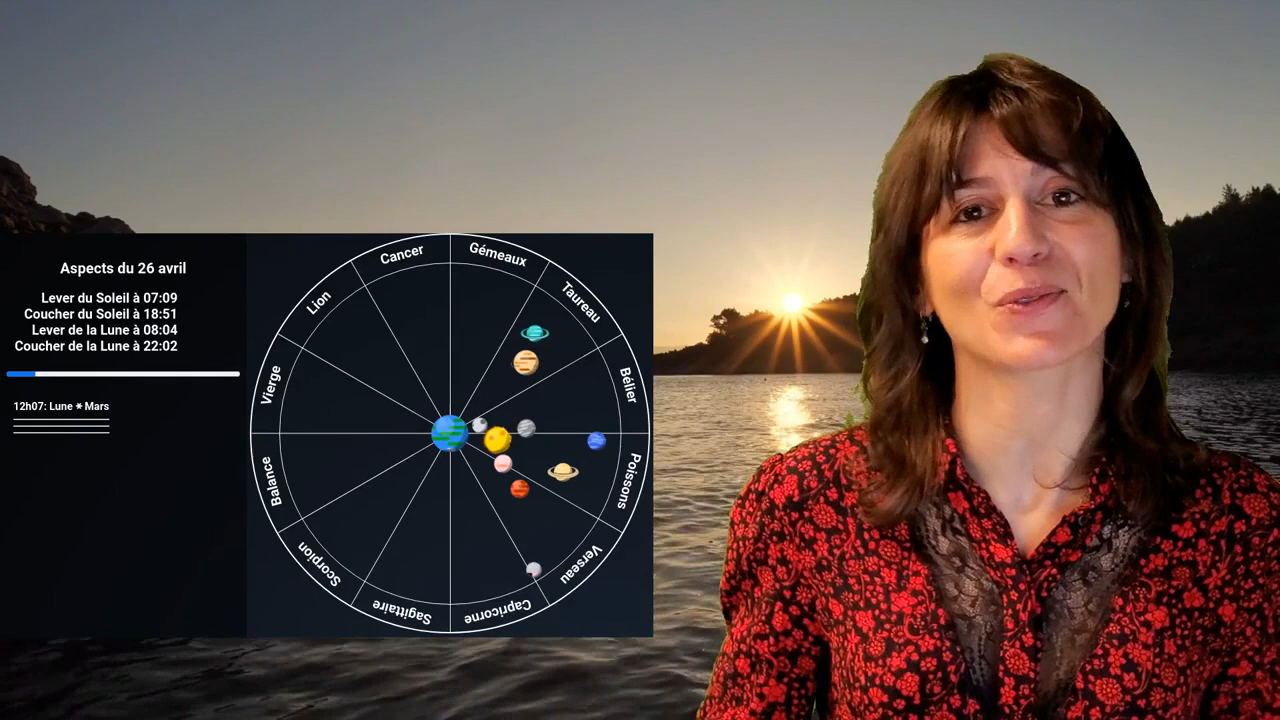 Aspects du 26 avril
Lever du Soleil à 07:09
Coucher du Soleil à 18:51
Lever de la Lune à 08:04
Coucher de la Lune à 22:02
12h07: Lune ⚹ Mars
Cancer
Gémeaux
Lion
Taureau
Vierge
Bélier
Balance
Poissons
Scorpion
Verseau
Sagittaire
Capricorne